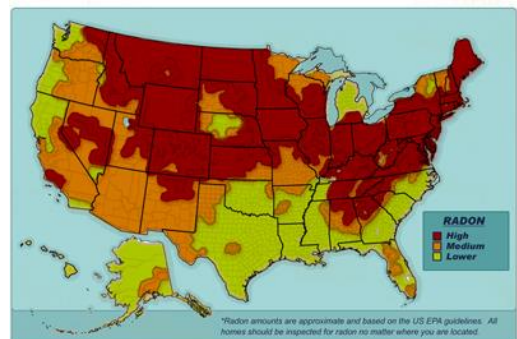 RADON
High
Medium
Lower
*Radon amounts are approximate and based on the US EPA guidelines. All
homes should be inspected for radon no matter where you are located.